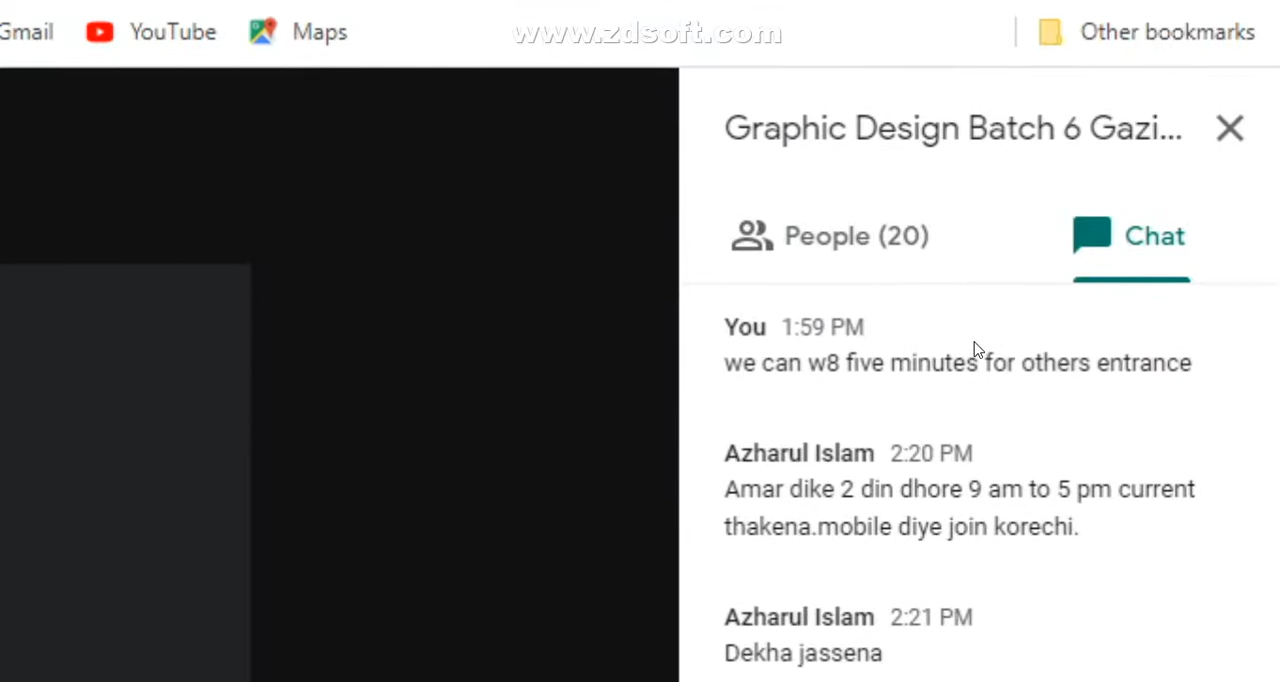 Gmail YouTube Maps www.zdsoft.com Other bookmarks
Graphic Design Batch 6 Gazi...
People (20) Chat
You 1:59 PM
we can w8 five minutes for others entrance
Azharul Islam 2:20 PM
Amar dike 2 din dhore 9 am to 5 pm current
thakena.mobile diye join korechi.
Azharul Islam 2:21 PM
Dekha jassena